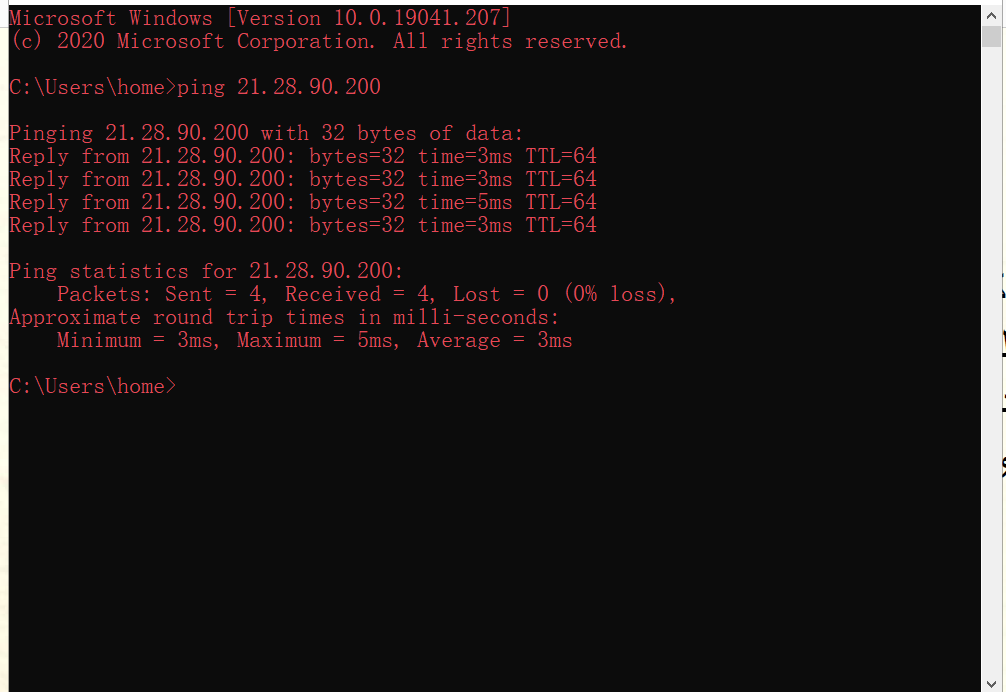 Microsoft Windows [Version 10.0.19041.207]
(c) 2020 Microsoft Corporation. All rights reserved.
C:\Users\home>ping 21.28.90.200
Pinging 21.28.90.200 with 32 bytes of data:
Reply from 21.28.90.200: bytes=32 time=3ms TTL=64
Reply from 21.28.90.200: bytes=32 time=3ms TTL=64
Reply from 21.28.90.200: bytes=32 time=5ms TTL=64
Reply from 21.28.90.200: bytes=32 time=3ms TTL=64
Ping statistics for 21.28.90.200:
    Packets: Sent = 4, Received = 4, Lost = 0 (0% loss),
Approximate round trip times in milli-seconds:
    Minimum = 3ms, Maximum = 5ms, Average = 3ms
C:\Users\home>